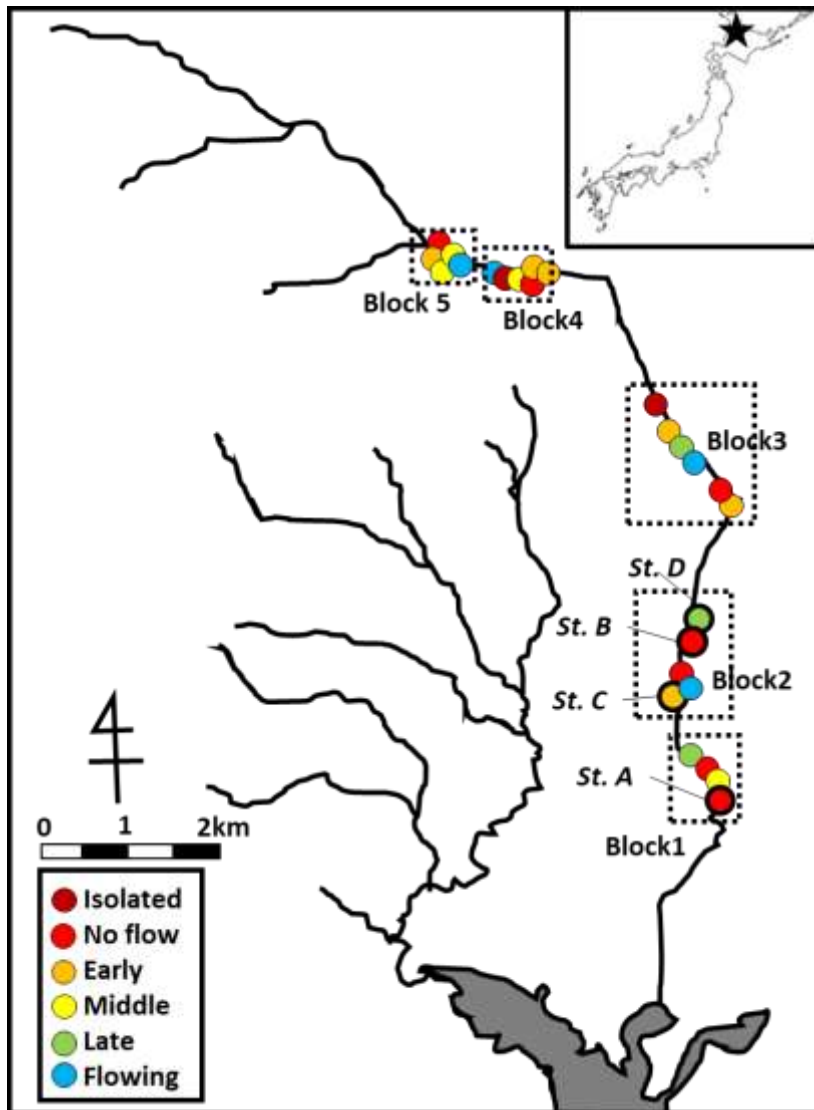 Block 5
Block4
Block3
St. D
St. B
Block2
St. C
St. A
Block1
0 1 2km
Isolated
No flow
Early
Middle
Late
Flowing